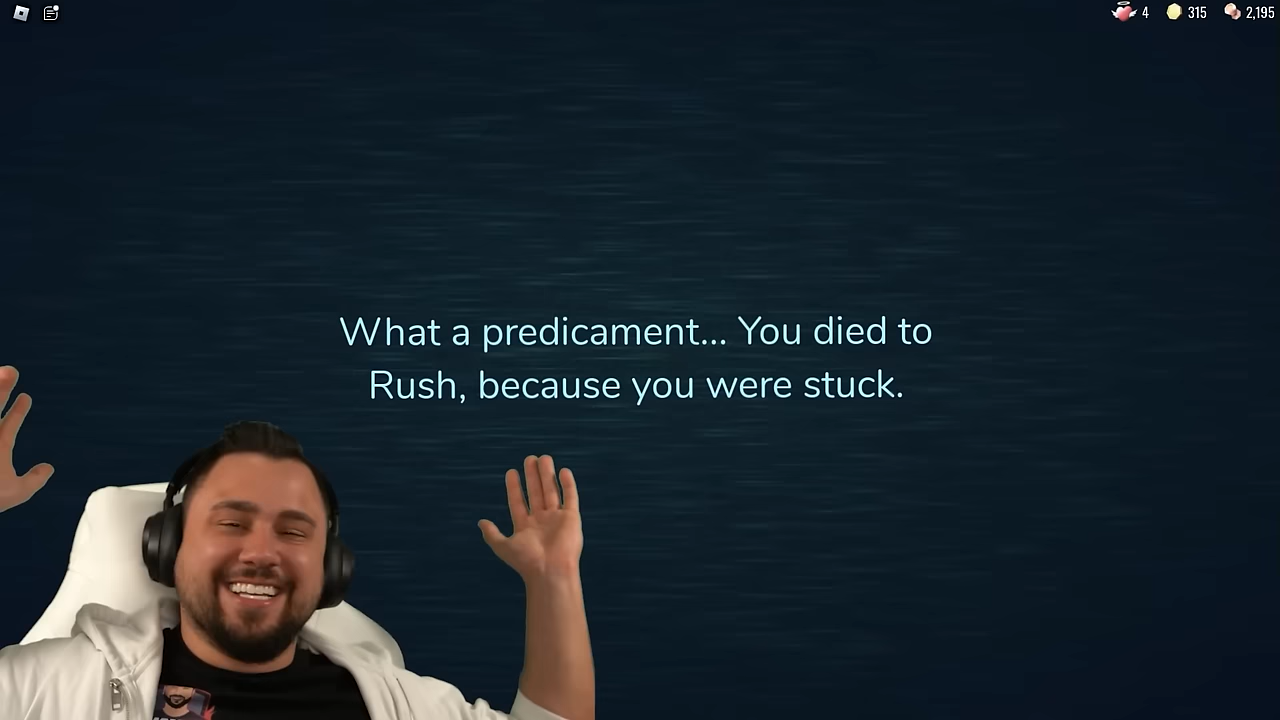 4 315 2,195
What a predicament... You died to
Rush, because you were stuck.